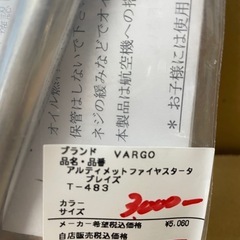 ＊お子様には使用
本製品は航空機への持
ネジの緩みなどでオイ
保管はしないで下さ
オイル
ブランド VARGO
品名・品番
アルティメットファイヤスタータ
ブレイズ
T-483
カラー
サイズ
3000-
メーカー希望税込価格 ¥5,060
自店販売税込価格